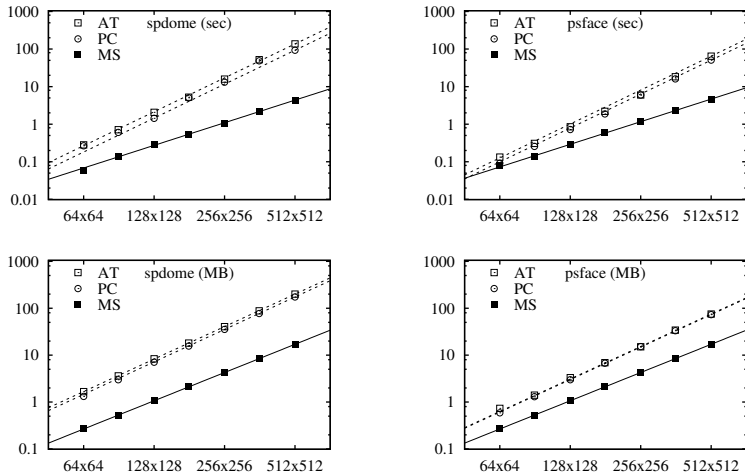 spdome (sec)
AT
PC
MS
1000
100
10
1
0.1
0.01
64x64 128x128 256x256 512x512
psface (sec)
AT
PC
MS
1000
100
10
1
0.1
0.01
64x64 128x128 256x256 512x512
spdome (MB)
AT
PC
MS
1000
100
10
1
0.1
64x64 128x128 256x256 512x512
psface (MB)
AT
PC
MS
1000
100
10
1
0.1
64x64 128x128 256x256 512x512